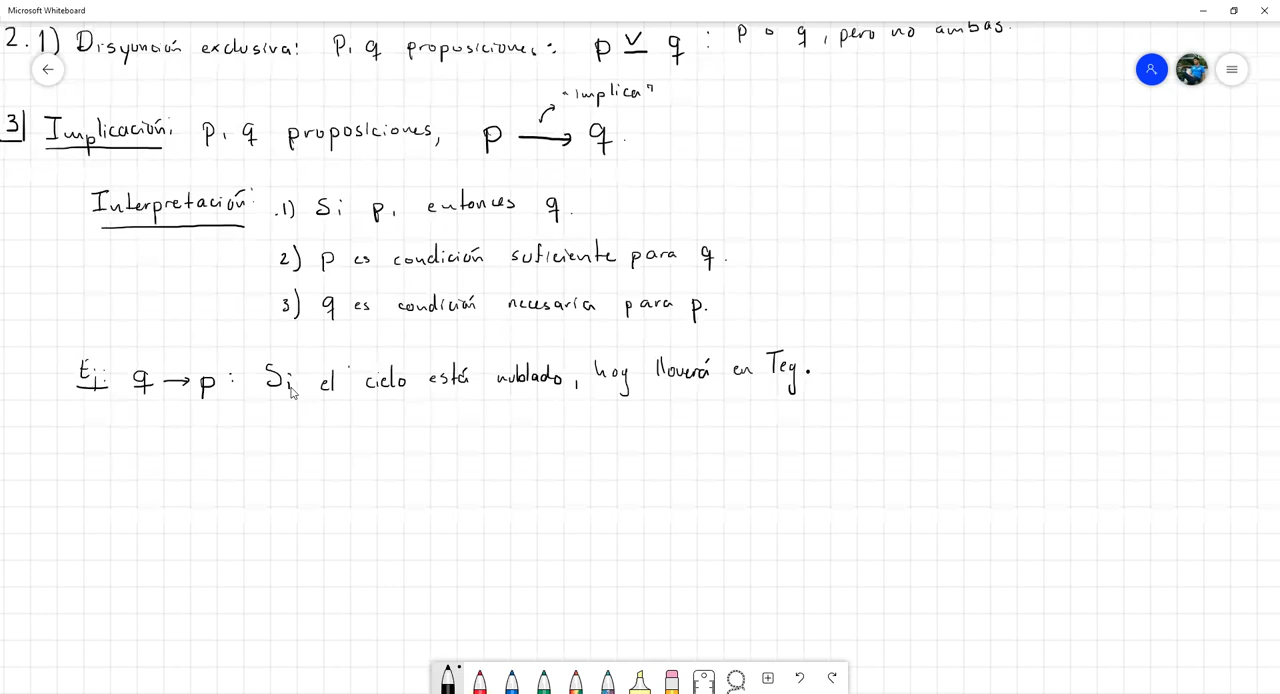 Microsoft Whiteboard
2.1) Disyunción exclusiva: P, q proposiciones: p ⊻ q : p o q, pero no ambas.
"implica"
3| Implicación: P, q proposiciones, p → q.
Interpretación: 1) Si p, entonces q.
2) p es condición suficiente para q.
3) q es condición necesaria para p.
Ej: q → p: Si el cielo está nublado, hoy lloverá en Teg.